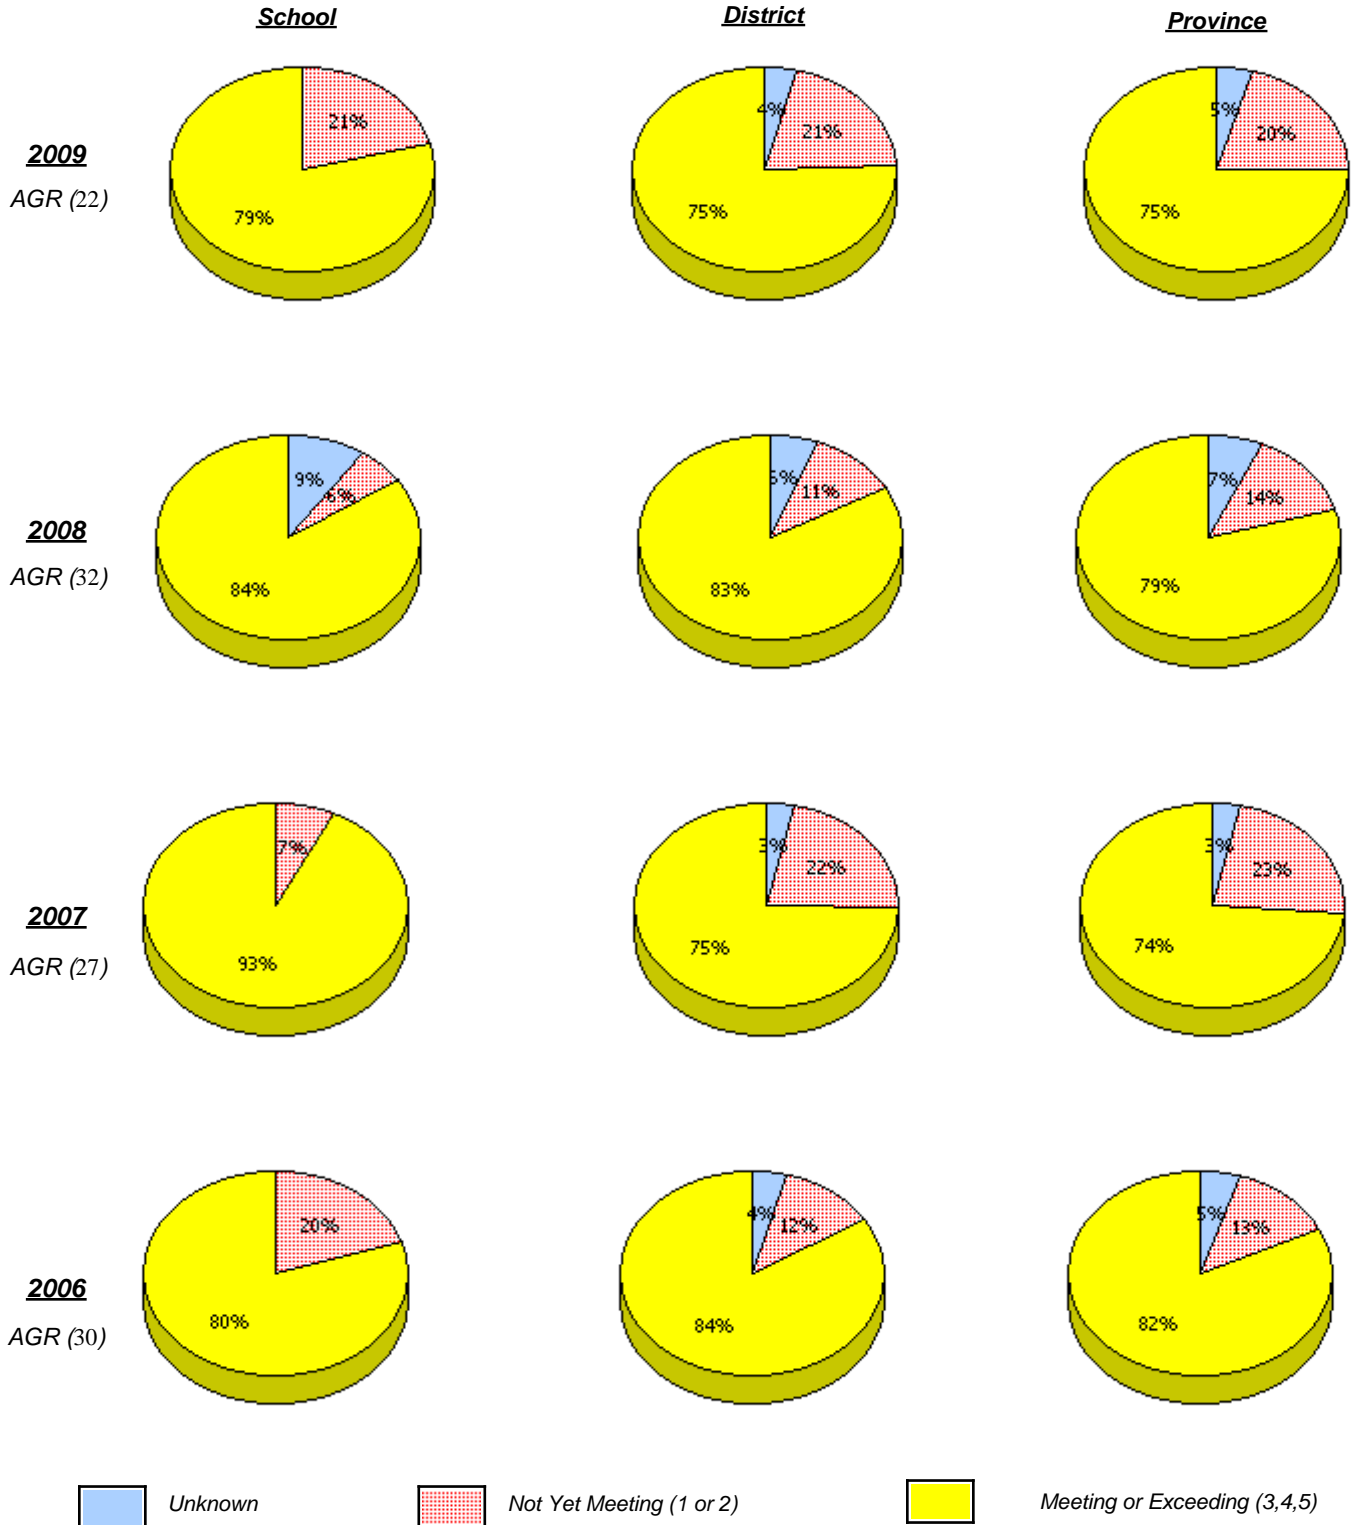 School District Province
21% 4% 21% 5% 20%
2009
AGR (22)
79% 75% 75%
9% 6% 11% 7% 14%
2008
AGR (32)
84% 83% 79%
7% 3% 22% 3% 23%
2007
AGR (27)
93% 75% 74%
20% 4% 12% 5% 13%
2006
AGR (30)
80% 84% 82%
Unknown Not Yet Meeting (1 or 2) Meeting or Exceeding (3,4,5)